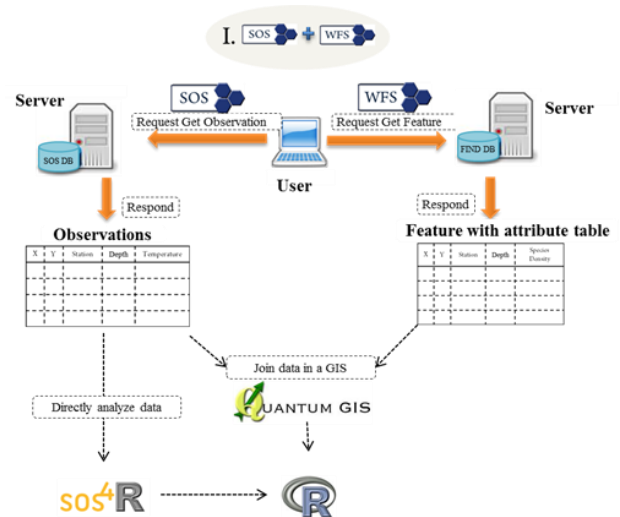 I. SOS + WFS
SOS
WFS
Server
Server
Request Get Observation
Request Get Feature
SOS DB
FIND DB
User
Respond
Respond
Observations
Feature with attribute table
X Y Station Depth Temperature
X Y Station Depth Species Density
Join data in a GIS
Directly analyze data
QUANTUM GIS
sos4R
R